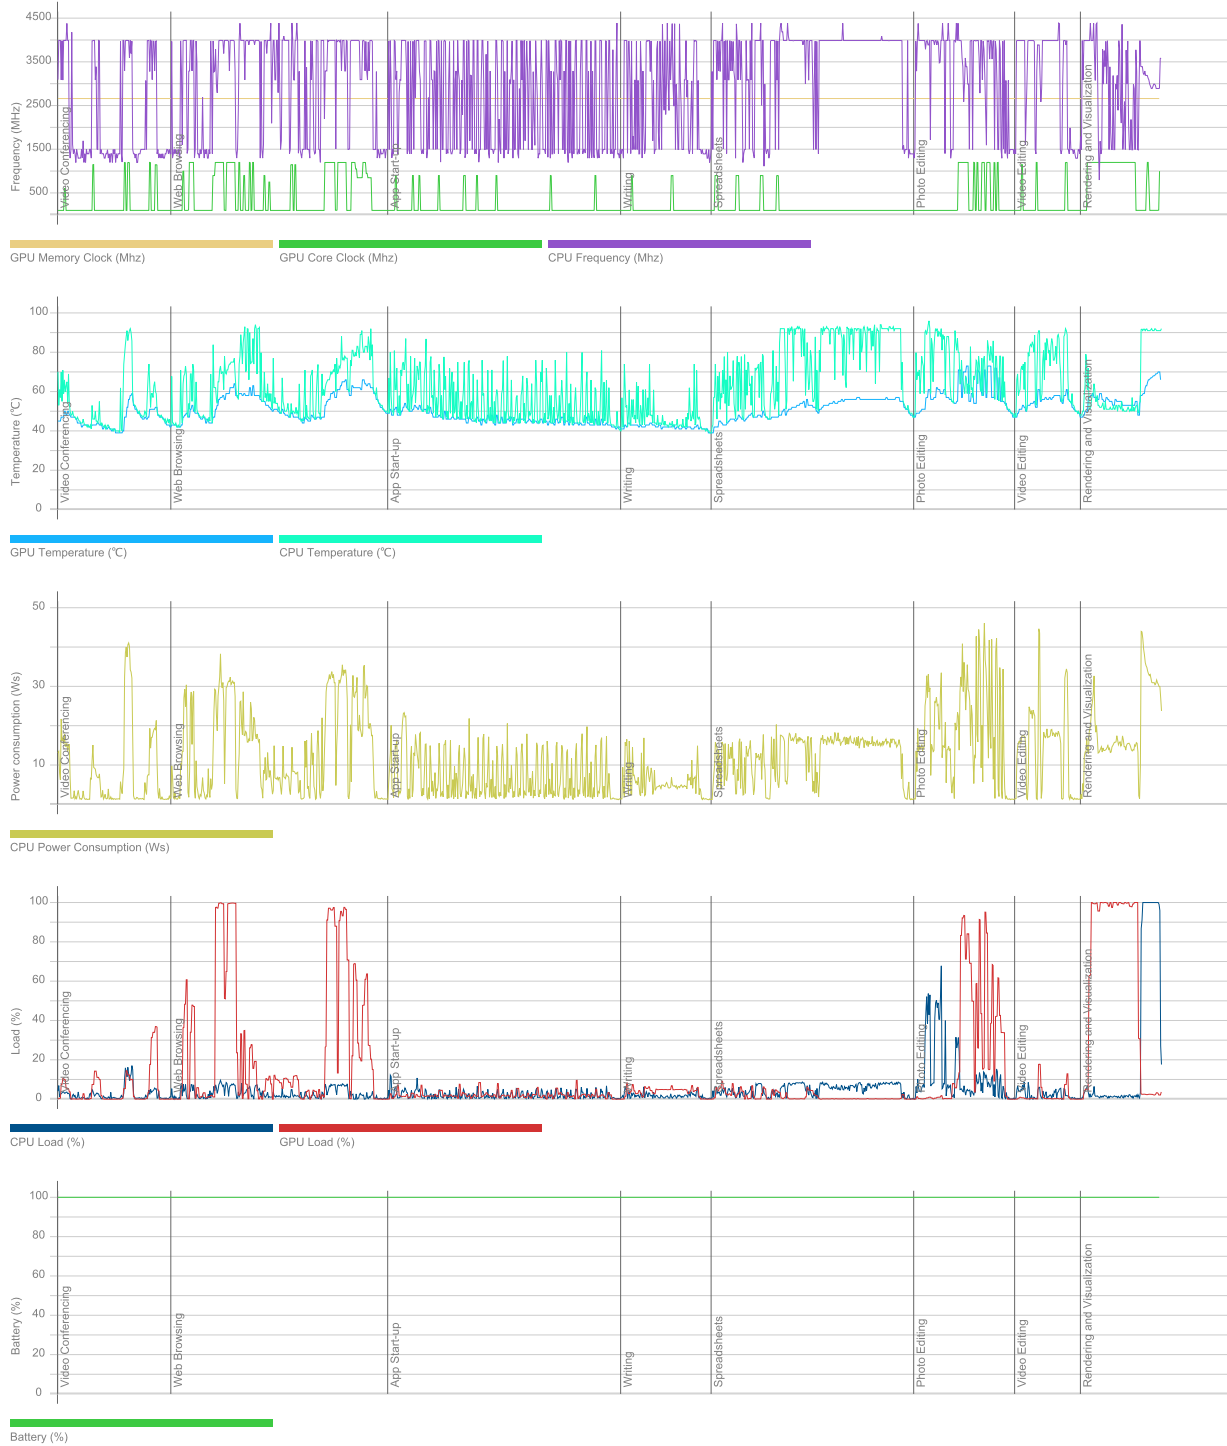 4500
3500
2500
1500
500
Frequency (MHz)
Video Conferencing
Web Browsing
App Start-up
Writing
Spreadsheets
Photo Editing
Video Editing
Rendering and Visualization
GPU Memory Clock (Mhz)
GPU Core Clock (Mhz)
CPU Frequency (Mhz)
100
80
60
40
20
0
Temperature (℃)
Video Conferencing
Web Browsing
App Start-up
Writing
Spreadsheets
Photo Editing
Video Editing
Rendering and Visualization
GPU Temperature (℃)
CPU Temperature (℃)
50
30
10
Power consumption (Ws)
Video Conferencing
Web Browsing
App Start-up
Writing
Spreadsheets
Photo Editing
Video Editing
Rendering and Visualization
CPU Power Consumption (Ws)
100
80
60
40
20
0
Load (%)
Video Conferencing
Web Browsing
App Start-up
Writing
Spreadsheets
Photo Editing
Video Editing
Rendering and Visualization
CPU Load (%)
GPU Load (%)
100
80
60
40
20
0
Battery (%)
Video Conferencing
Web Browsing
App Start-up
Writing
Spreadsheets
Photo Editing
Video Editing
Rendering and Visualization
Battery (%)